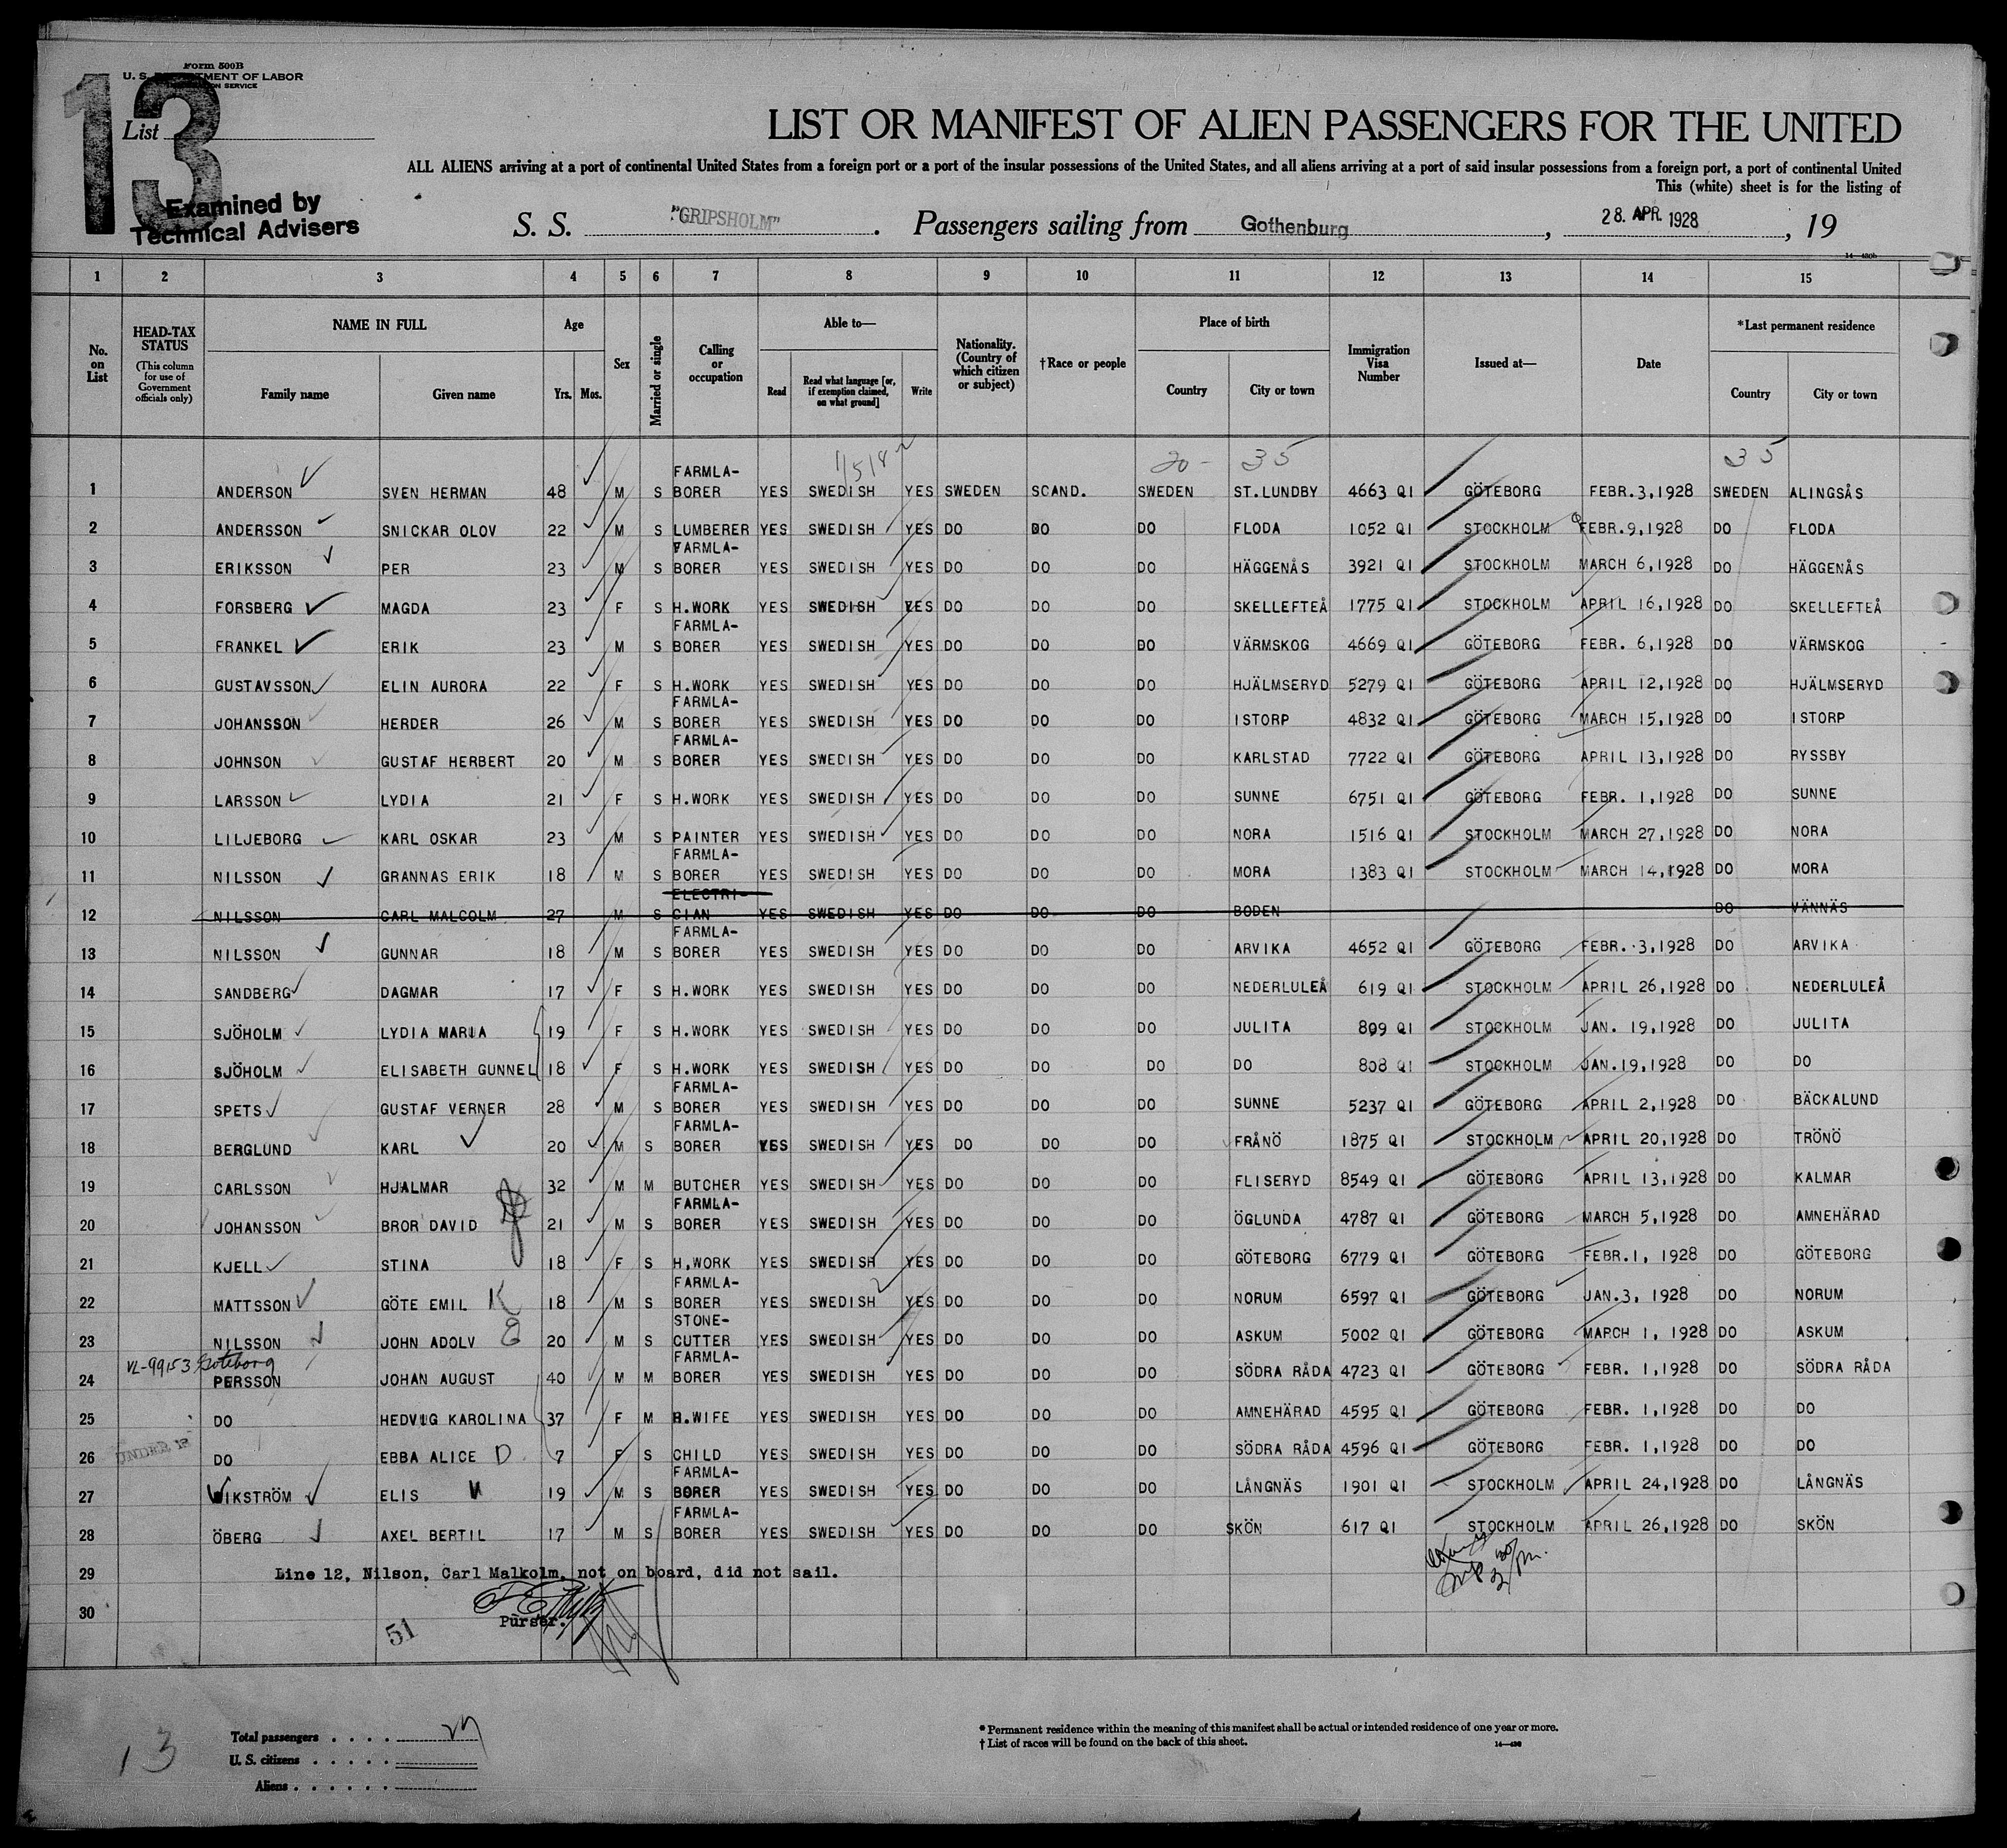 Form 500B
U. S. DEPARTMENT OF LABOR
SERVICE
13
List
Examined by
Technical Advisers
LIST OR MANIFEST OF ALIEN PASSENGERS FOR THE UNITED
ALL ALIENS arriving at a port of continental United States from a foreign port or a port of the insular possessions of the United States, and all aliens arriving at a port of said insular possessions from a foreign port, a port of continental United
This (white) sheet is for the listing of
S. S. "GRIPSHOLM". Passengers sailing from Gothenburg, 28. APR. 1928, 19
1 2 3 4 5 6 7 8 9 10 11 12 13 14 15
No. on List
HEAD-TAX STATUS (This column for use of Government officials only)
NAME IN FULL
Family name Given name
Age
Yrs. Mos.
Sex
Married or single
Calling or occupation
Able to—
Read Read what language [or, if exemption claimed, on what ground] Write
Nationality. (Country of which citizen or subject)
†Race or people
Place of birth
Country City or town
Immigration Visa Number
Issued at—
Date
*Last permanent residence
Country City or town
20- 35 35
1 ANDERSON SVEN HERMAN 48 M S FARMLA-BORER YES SWEDISH YES SWEDEN SCAND. SWEDEN ST.LUNDBY 4663 QI GÖTEBORG FEBR.3,1928 SWEDEN ALINGSÅS
2 ANDERSSON SNICKAR OLOV 22 M S LUMBERER YES SWEDISH YES DO DO DO FLODA 1052 QI STOCKHOLM FEBR.9,1928 DO FLODA
3 ERIKSSON PER 23 M S FARMLA-BORER YES SWEDISH YES DO DO DO HÄGGENÅS 3921 QI STOCKHOLM MARCH 6,1928 DO HÄGGENÅS
4 FORSBERG MAGDA 23 F S H.WORK YES SWEDISH YES DO DO DO SKELLEFTEÅ 1775 QI STOCKHOLM APRIL 16,1928 DO SKELLEFTEÅ
5 FRANKEL ERIK 23 M S FARMLA-BORER YES SWEDISH YES DO DO DO VÄRMSKOG 4669 QI GÖTEBORG FEBR. 6,1928 DO VÄRMSKOG
6 GUSTAVSSON ELIN AURORA 22 F S H.WORK YES SWEDISH YES DO DO DO HJÄLMSERYD 5279 QI GÖTEBORG APRIL 12,1928 DO HJÄLMSERYD
7 JOHANSSON HERDER 26 M S FARMLA-BORER YES SWEDISH YES DO DO DO ISTORP 4832 QI GÖTEBORG MARCH 15,1928 DO ISTORP
8 JOHNSON GUSTAF HERBERT 20 M S FARMLA-BORER YES SWEDISH YES DO DO DO KARLSTAD 7722 QI GÖTEBORG APRIL 13,1928 DO RYSSBY
9 LARSSON LYDIA 21 F S H.WORK YES SWEDISH YES DO DO DO SUNNE 6751 QI GÖTEBORG FEBR. 1,1928 DO SUNNE
10 LILJEBORG KARL OSKAR 23 M S PAINTER YES SWEDISH YES DO DO DO NORA 1516 QI STOCKHOLM MARCH 27,1928 DO NORA
11 NILSSON GRANNAS ERIK 18 M S FARMLA-BORER YES SWEDISH YES DO DO DO MORA 1383 QI STOCKHOLM MARCH 14,1928 DO MORA
12 NILSSON CARL MALCOLM 27 M S ELECTRI-CIAN YES SWEDISH YES DO DO DO BODEN DO VÄNNÄS
13 NILSSON GUNNAR 18 M S FARMLA-BORER YES SWEDISH YES DO DO DO ARVIKA 4652 QI GÖTEBORG FEBR. 3,1928 DO ARVIKA
14 SANDBERG DAGMAR 17 F S H.WORK YES SWEDISH YES DO DO DO NEDERLULEÅ 619 QI STOCKHOLM APRIL 26,1928 DO NEDERLULEÅ
15 SJÖHOLM LYDIA MARIA 19 F S H.WORK YES SWEDISH YES DO DO DO JULITA 809 QI STOCKHOLM JAN. 19,1928 DO JULITA
16 SJÖHOLM ELISABETH GUNNEL 18 F S H.WORK YES SWEDISH YES DO DO DO DO 808 QI STOCKHOLM JAN.19,1928 DO DO
17 SPETS GUSTAF VERNER 28 M S FARMLA-BORER YES SWEDISH YES DO DO DO SUNNE 5237 QI GÖTEBORG APRIL 2,1928 DO BÄCKALUND
18 BERGLUND KARL 20 M S FARMLA-BORER YES SWEDISH YES DO DO DO FRÅNÖ 1875 QI STOCKHOLM APRIL 20,1928 DO TRÖNÖ
19 CARLSSON HJALMAR 32 M M BUTCHER YES SWEDISH YES DO DO DO FLISERYD 8549 QI GÖTEBORG APRIL 13,1928 DO KALMAR
20 JOHANSSON BROR DAVID 21 M S FARMLA-BORER YES SWEDISH YES DO DO DO ÖGLUNDA 4787 QI GÖTEBORG MARCH 5,1928 DO AMNEHÄRAD
21 KJELL STINA 18 F S H,WORK YES SWEDISH YES DO DO DO GÖTEBORG 6779 QI GÖTEBORG FEBR.1, 1928 DO GÖTEBORG
22 MATTSSON GÖTE EMIL K 18 M S FARMLA-BORER YES SWEDISH YES DO DO DO NORUM 6597 QI GÖTEBORG JAN.3, 1928 DO NORUM
23 NILSSON JOHN ADOLV 20 M S STONE-CUTTER YES SWEDISH YES DO DO DO ASKUM 5002 QI GÖTEBORG MARCH 1, 1928 DO ASKUM
VL-99153 Goteborg
24 PERSSON JOHAN AUGUST 40 M M FARMLA-BORER YES SWEDISH YES DO DO DO SÖDRA RÅDA 4723 QI GÖTEBORG FEBR. 1,1928 DO SÖDRA RÅDA
25 DO HEDVIG KAROLINA 37 F M H.WIFE YES SWEDISH YES DO DO DO AMNEHÄRAD 4595 QI GÖTEBORG FEBR. 1,1928 DO DO
UNDER 16
26 DO EBBA ALICE D 7 F S CHILD YES SWEDISH YES DO DO DO SÖDRA RÅDA 4596 QI GÖTEBORG FEBR. 1,1928 DO DO
27 WIKSTRÖM ELIS 19 M S FARMLA-BORER YES SWEDISH YES DO DO DO LÅNGNÄS 1901 QI STOCKHOLM APRIL 24,1928 DO LÅNGNÄS
28 ÖBERG AXEL BERTIL 17 M S FARMLA-BORER YES SWEDISH YES DO DO DO SKÖN 617 QI STOCKHOLM APRIL 26,1928 DO SKÖN
29 Line 12, Nilson, Carl Malkolm, not on board, did not sail.
30 Purser.
51
13
Total passengers . . . . 27
U. S. citizens . . . . .
Aliens . . . . . .
* Permanent residence within the meaning of this manifest shall be actual or intended residence of one year or more.
† List of races will be found on the back of this sheet.